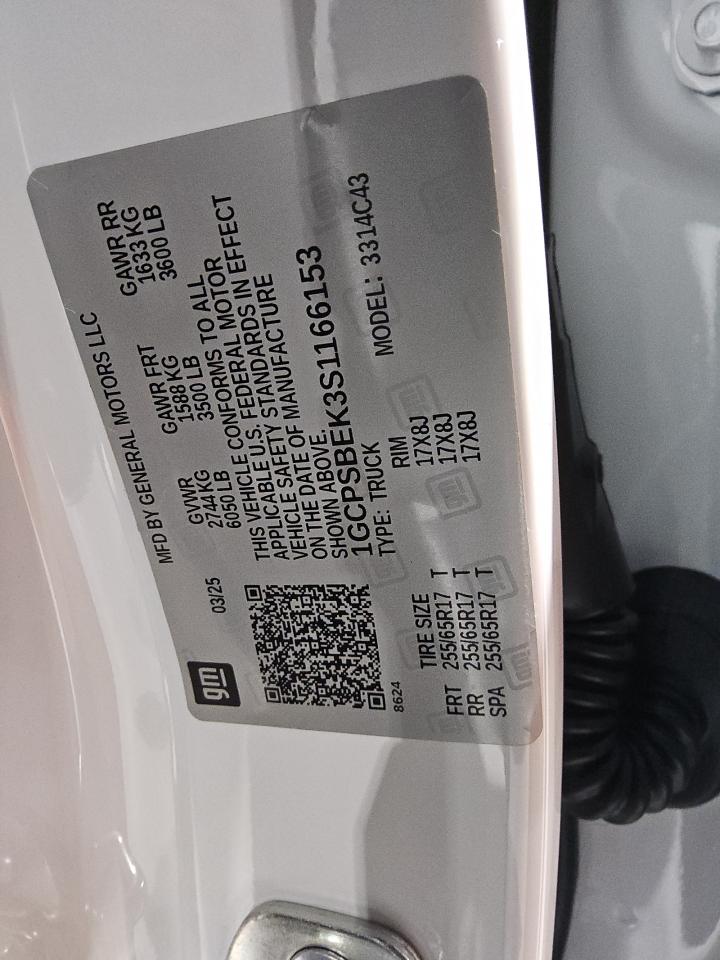 gm
MFD BY GENERAL MOTORS LLC
03/25
GVWR GAWR FRT GAWR RR
2744 KG 1588 KG 1633 KG
6050 LB 3500 LB 3600 LB
THIS VEHICLE CONFORMS TO ALL
APPLICABLE U.S. FEDERAL MOTOR
VEHICLE SAFETY STANDARDS IN EFFECT
ON THE DATE OF MANUFACTURE
SHOWN ABOVE.
1GCPSBEK3S1166153
TYPE: TRUCK MODEL: 3314C43
8624
TIRE SIZE RIM
FRT 255/65R17 T 17X8J
RR 255/65R17 T 17X8J
SPA 255/65R17 T 17X8J